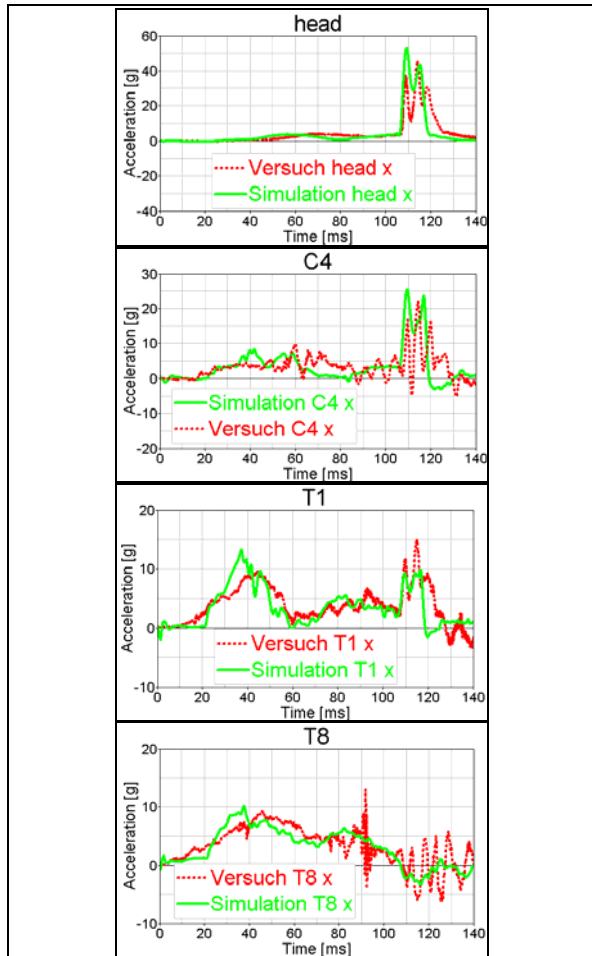 head
60
40
20
0
-20
-40
Acceleration [g]
Versuch head x
Simulation head x
0 20 40 60 80 100 120 140
Time [ms]
C4
30
20
10
0
-10
-20
Acceleration [g]
Simulation C4 x
Versuch C4 x
0 20 40 60 80 100 120 140
Time [ms]
T1
20
10
0
-10
Acceleration [g]
Versuch T1 x
Simulation T1 x
0 20 40 60 80 100 120 140
Time [ms]
T8
20
10
0
-10
Acceleration [g]
Versuch T8 x
Simulation T8 x
0 20 40 60 80 100 120 140
Time [ms]